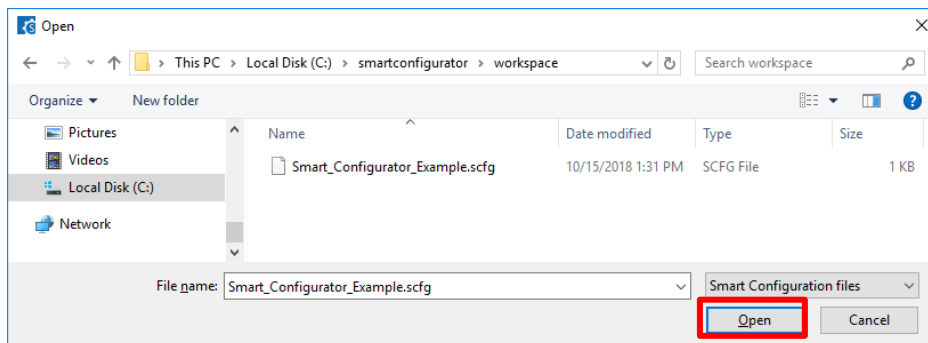 Open
This PC > Local Disk (C:) > smartconfigurator > workspace
Search workspace
Organize
New folder
Name
Date modified
Type
Size
Pictures
Videos
Local Disk (C:)
Network
Smart_Configurator_Example.scfg
10/15/2018 1:31 PM
SCFG File
1 KB
File name:
Smart_Configurator_Example.scfg
Smart Configuration files
Open
Cancel